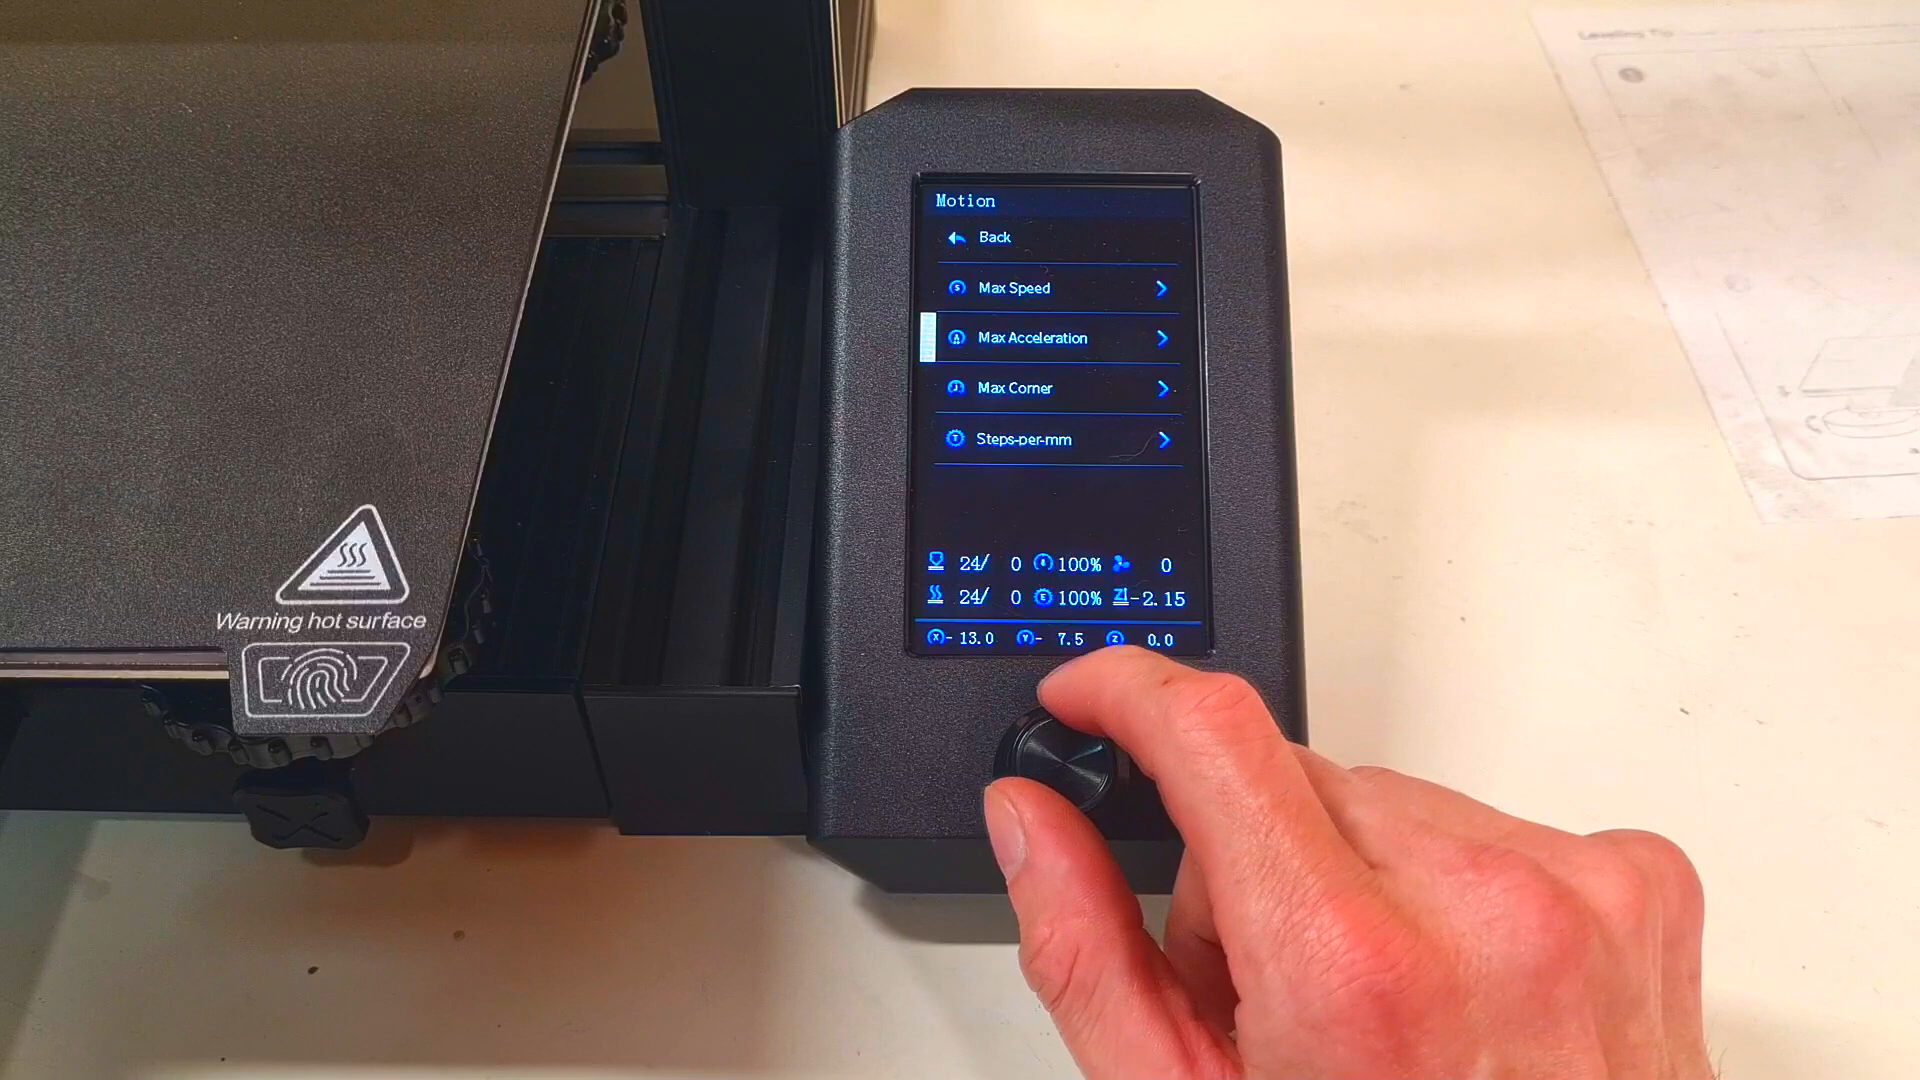 Leveling
Motion
Back
S Max Speed
A Max Acceleration
J Max Corner
T Steps-per-mm
24/ 0 100% 0
24/ 0 E 100% Z -2.15
X - 13.0 Y - 7.5 Z 0.0
Warning hot surface